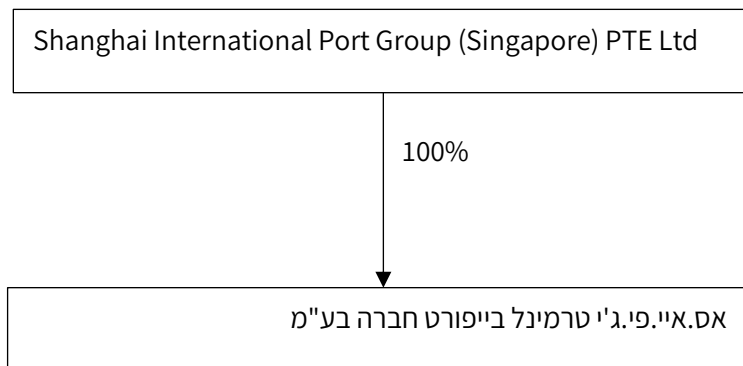 Shanghai International Port Group (Singapore) PTE Ltd
100%
אס.איי.פי.ג'י טרמינל בייפורט חברה בע"מ